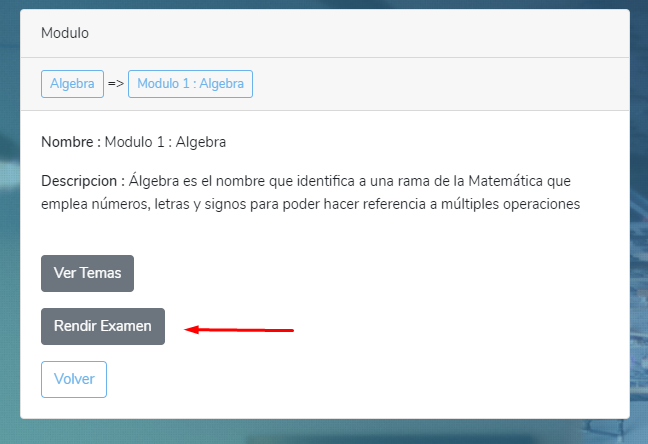 Modulo
Algebra => Modulo 1 : Algebra
Nombre : Modulo 1 : Algebra
Descripcion : Álgebra es el nombre que identifica a una rama de la Matemática que
emplea números, letras y signos para poder hacer referencia a múltiples operaciones
Ver Temas
Rendir Examen
Volver